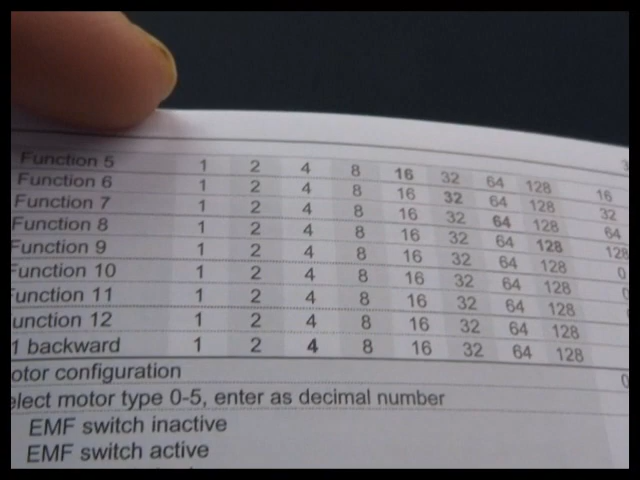 Function 5 1 2 4 8 16 32 64 128 16
Function 6 1 2 4 8 16 32 64 128 32
Function 7 1 2 4 8 16 32 64 128 64
Function 8 1 2 4 8 16 32 64 128 128
Function 9 1 2 4 8 16 32 64 128 0
Function 10 1 2 4 8 16 32 64 128
unction 11 1 2 4 8 16 32 64 128
unction 12 1 2 4 8 16 32 64 128
1 backward 1 2 4 8 16 32 64 128
otor configuration 0
elect motor type 0-5, enter as decimal number
EMF switch inactive
EMF switch active